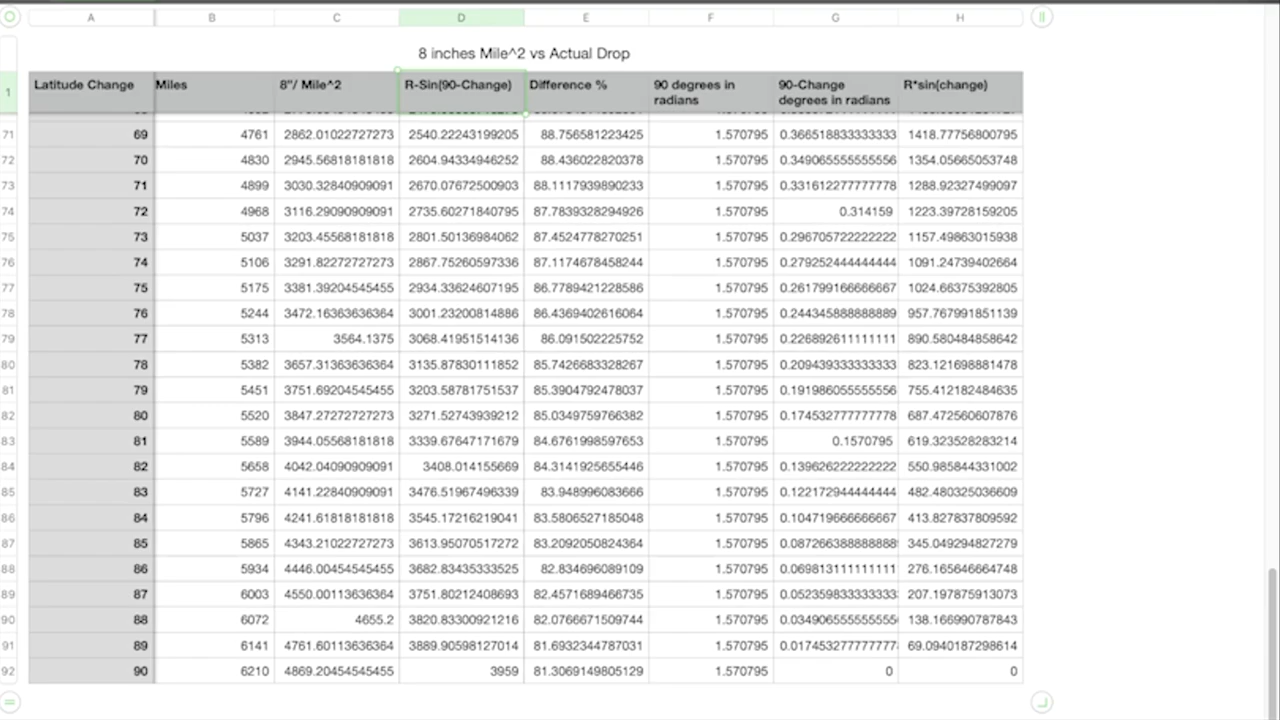 A B C D E F G H
8 inches Mile^2 vs Actual Drop
1 Latitude Change Miles 8"/ Mile^2 R-Sin(90-Change) Difference % 90 degrees in radians 90-Change degrees in radians R*sin(change)
71 69 4761 2862.01022727273 2540.22243199205 88.756581223425 1.570795 0.366518833333333 1418.77756800795
72 70 4830 2945.56818181818 2604.94334946252 88.436022820378 1.570795 0.349065555555556 1354.05665053748
73 71 4899 3030.32840909091 2670.07672500903 88.1117939890233 1.570795 0.331612277777778 1288.92327499097
74 72 4968 3116.29090909091 2735.60271840795 87.7839328294926 1.570795 0.314159 1223.39728159205
75 73 5037 3203.45568181818 2801.50136984062 87.4524778270251 1.570795 0.296705722222222 1157.49863015938
76 74 5106 3291.82272727273 2867.75260597336 87.1174678458244 1.570795 0.279252444444444 1091.24739402664
77 75 5175 3381.39204545455 2934.33624607195 86.7789421228586 1.570795 0.261799166666667 1024.66375392805
78 76 5244 3472.16363636364 3001.23200814886 86.4369402616064 1.570795 0.244345888888889 957.767991851139
79 77 5313 3564.1375 3068.41951514136 86.091502225752 1.570795 0.226892611111111 890.580484858642
80 78 5382 3657.31363636364 3135.87830111852 85.7426683328267 1.570795 0.209439333333333 823.121698881478
81 79 5451 3751.69204545455 3203.58781751537 85.3904792478037 1.570795 0.191986055555556 755.412182484635
82 80 5520 3847.27272727273 3271.52743939212 85.0349759766382 1.570795 0.174532777777778 687.472560607876
83 81 5589 3944.05568181818 3339.67647171679 84.6761998597653 1.570795 0.1570795 619.323528283214
84 82 5658 4042.04090909091 3408.014155669 84.3141925655446 1.570795 0.139626222222222 550.985844331002
85 83 5727 4141.22840909091 3476.51967496339 83.948996083666 1.570795 0.122172944444444 482.480325036609
86 84 5796 4241.61818181818 3545.17216219041 83.5806527185048 1.570795 0.104719666666667 413.827837809592
87 85 5865 4343.21022727273 3613.95070517272 83.2092050824364 1.570795 0.0872663888888888 345.049294827279
88 86 5934 4446.00454545455 3682.83435333525 82.834696089109 1.570795 0.069813111111111 276.165646664748
89 87 6003 4550.00113636364 3751.80212408693 82.4571689466735 1.570795 0.0523598333333333 207.197875913073
90 88 6072 4655.2 3820.83300921216 82.0766671509744 1.570795 0.0349065555555555 138.166990787843
91 89 6141 4761.60113636364 3889.90598127014 81.6932344787031 1.570795 0.0174532777777777 69.0940187298614
92 90 6210 4869.20454545455 3959 81.3069149805129 1.570795 0 0